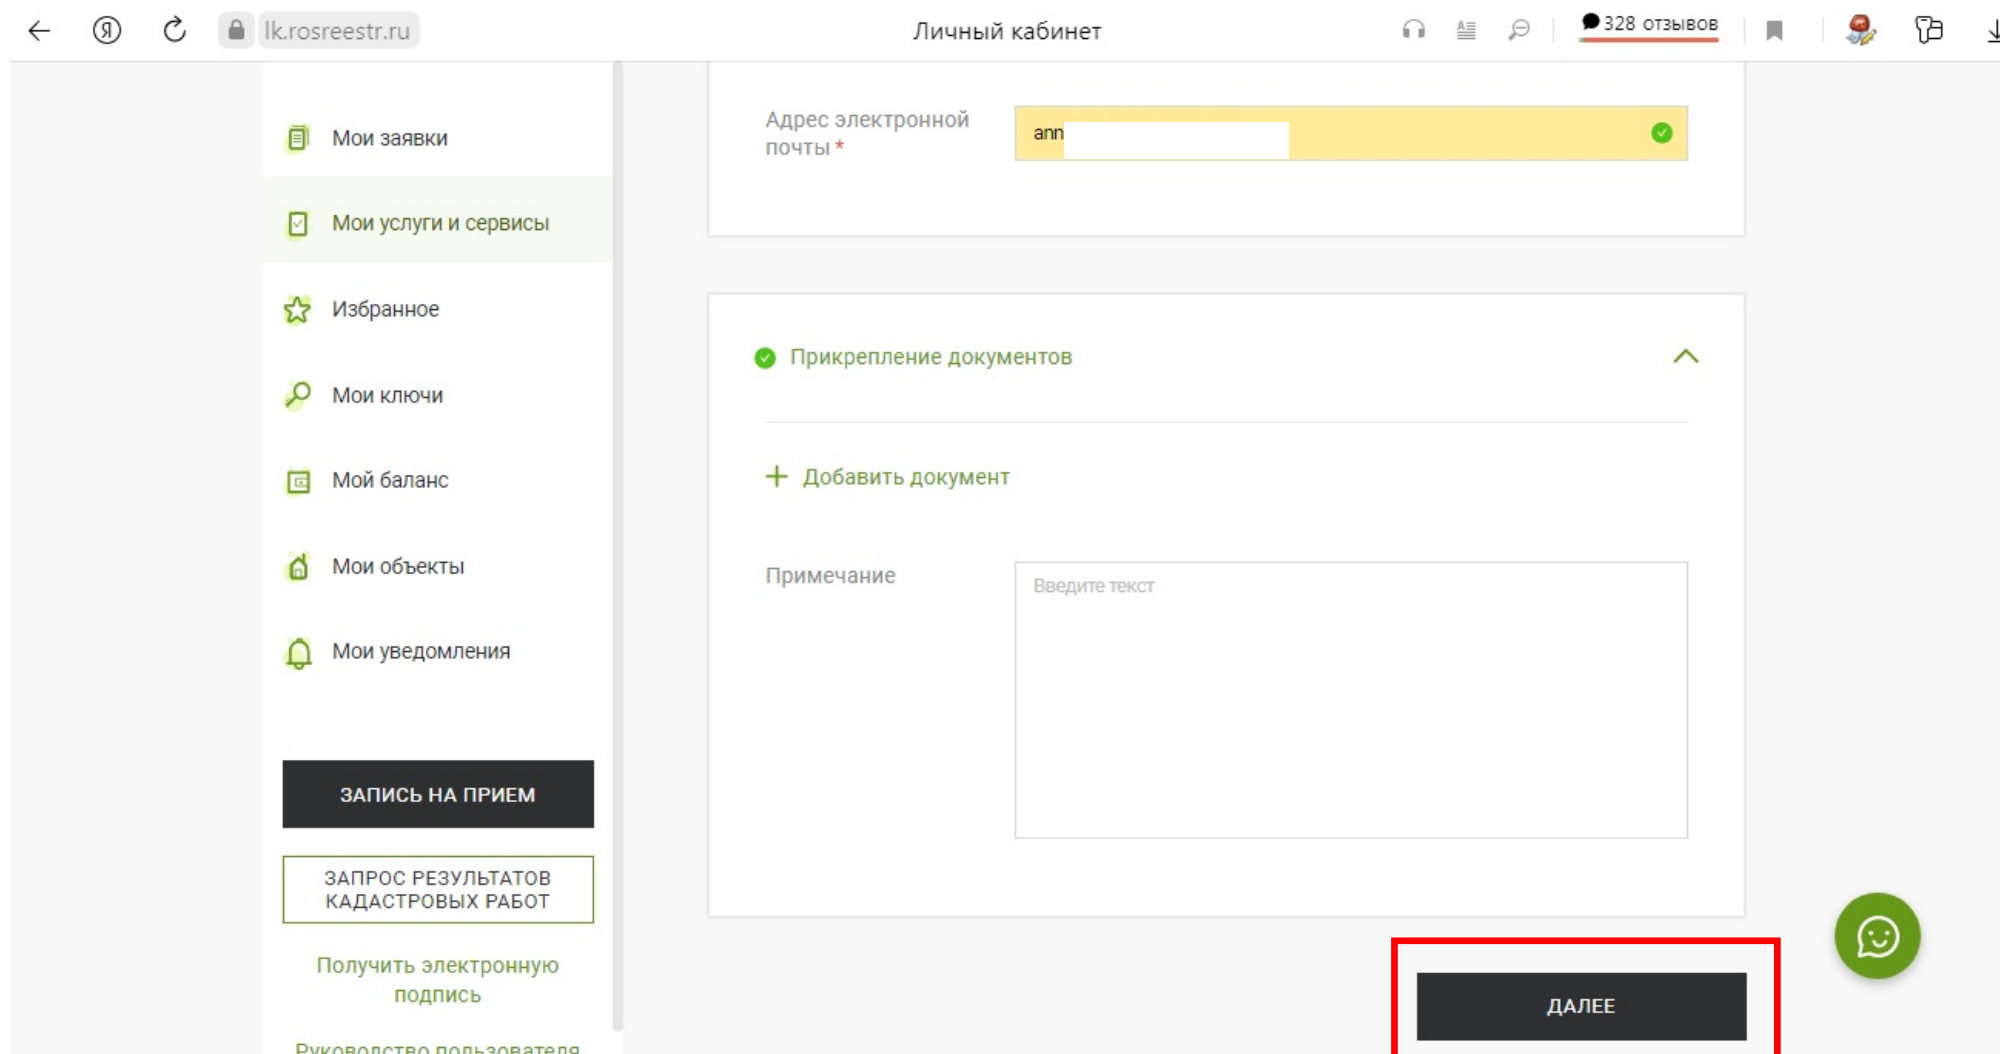 lk.rosreestr.ru
Личный кабинет
328 отзывов
Мои заявки
Мои услуги и сервисы
Избранное
Мои ключи
Мой баланс
Мои объекты
Мои уведомления
ЗАПИСЬ НА ПРИЕМ
ЗАПРОС РЕЗУЛЬТАТОВ
КАДАСТРОВЫХ РАБОТ
Получить электронную
подпись
Руководство пользователя
Адрес электронной
почты *
ann
Прикрепление документов
+ Добавить документ
Примечание
Введите текст
ДАЛЕЕ